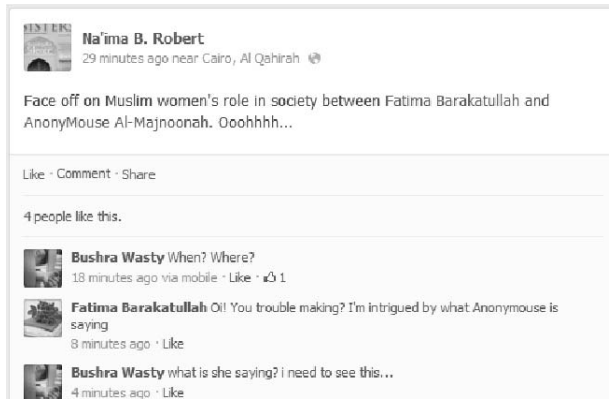 SISTERS
Na'ima B. Robert
29 minutes ago near Cairo, Al Qahirah
Face off on Muslim women's role in society between Fatima Barakatullah and
AnonyMouse Al-Majnoonah. Ooohhhh...
Like · Comment · Share
4 people like this.
Bushra Wasty When? Where?
18 minutes ago via mobile · Like · 1
Fatima Barakatullah Oi! You trouble making? I'm intrigued by what Anonymouse is
saying
8 minutes ago · Like
Bushra Wasty what is she saying? i need to see this...
4 minutes ago · Like